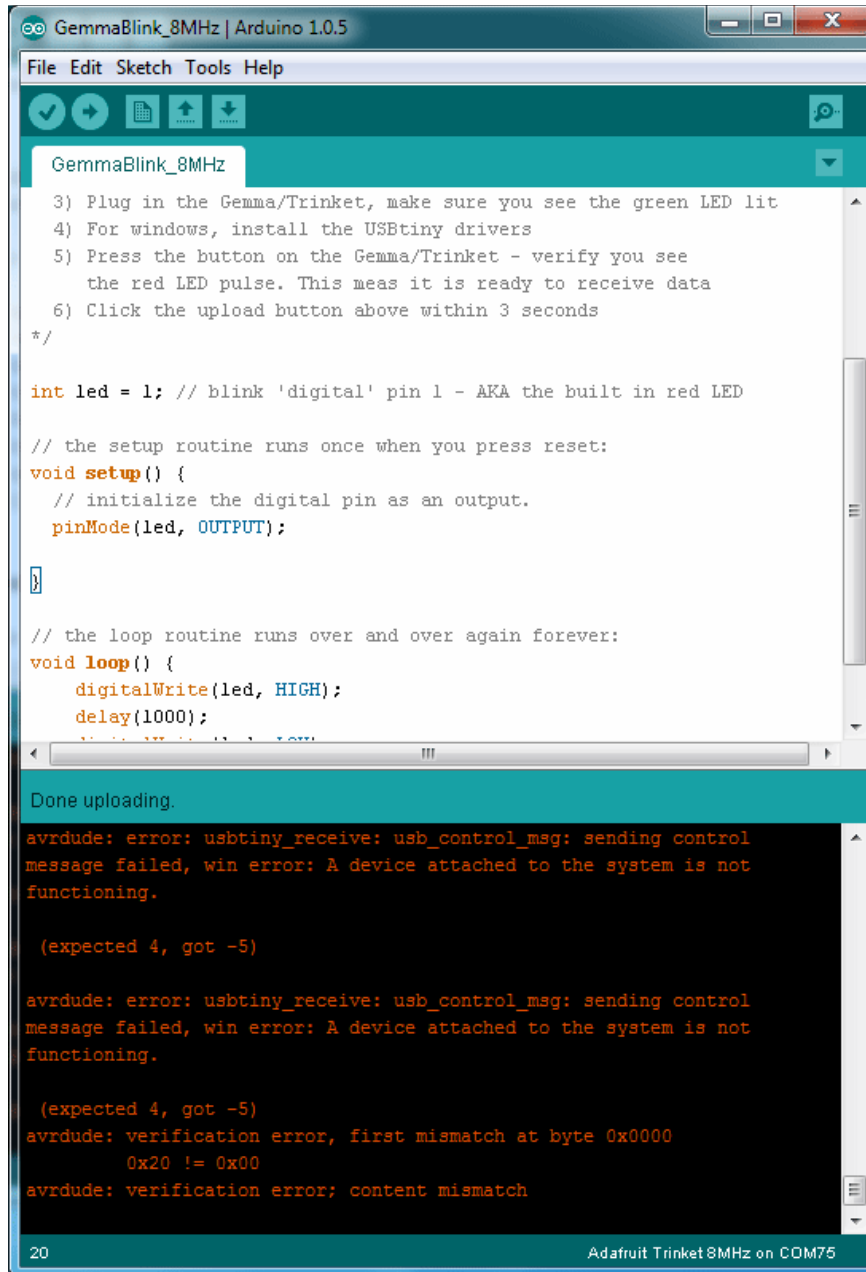 GemmaBlink_8MHz | Arduino 1.0.5
File Edit Sketch Tools Help
GemmaBlink_8MHz
3) Plug in the Gemma/Trinket, make sure you see the green LED lit
4) For windows, install the USBtiny drivers
5) Press the button on the Gemma/Trinket - verify you see
the red LED pulse. This meas it is ready to receive data
6) Click the upload button above within 3 seconds
*/
int led = 1; // blink 'digital' pin 1 - AKA the built in red LED
// the setup routine runs once when you press reset:
void setup() {
// initialize the digital pin as an output.
pinMode(led, OUTPUT);
}
// the loop routine runs over and over again forever:
void loop() {
digitalWrite(led, HIGH);
delay(1000);
Done uploading.
avrdude: error: usbtiny_receive: usb_control_msg: sending control
message failed, win error: A device attached to the system is not
functioning.
(expected 4, got -5)
avrdude: error: usbtiny_receive: usb_control_msg: sending control
message failed, win error: A device attached to the system is not
functioning.
(expected 4, got -5)
avrdude: verification error, first mismatch at byte 0x0000
0x20 != 0x00
avrdude: verification error; content mismatch
20
Adafruit Trinket 8MHz on COM75